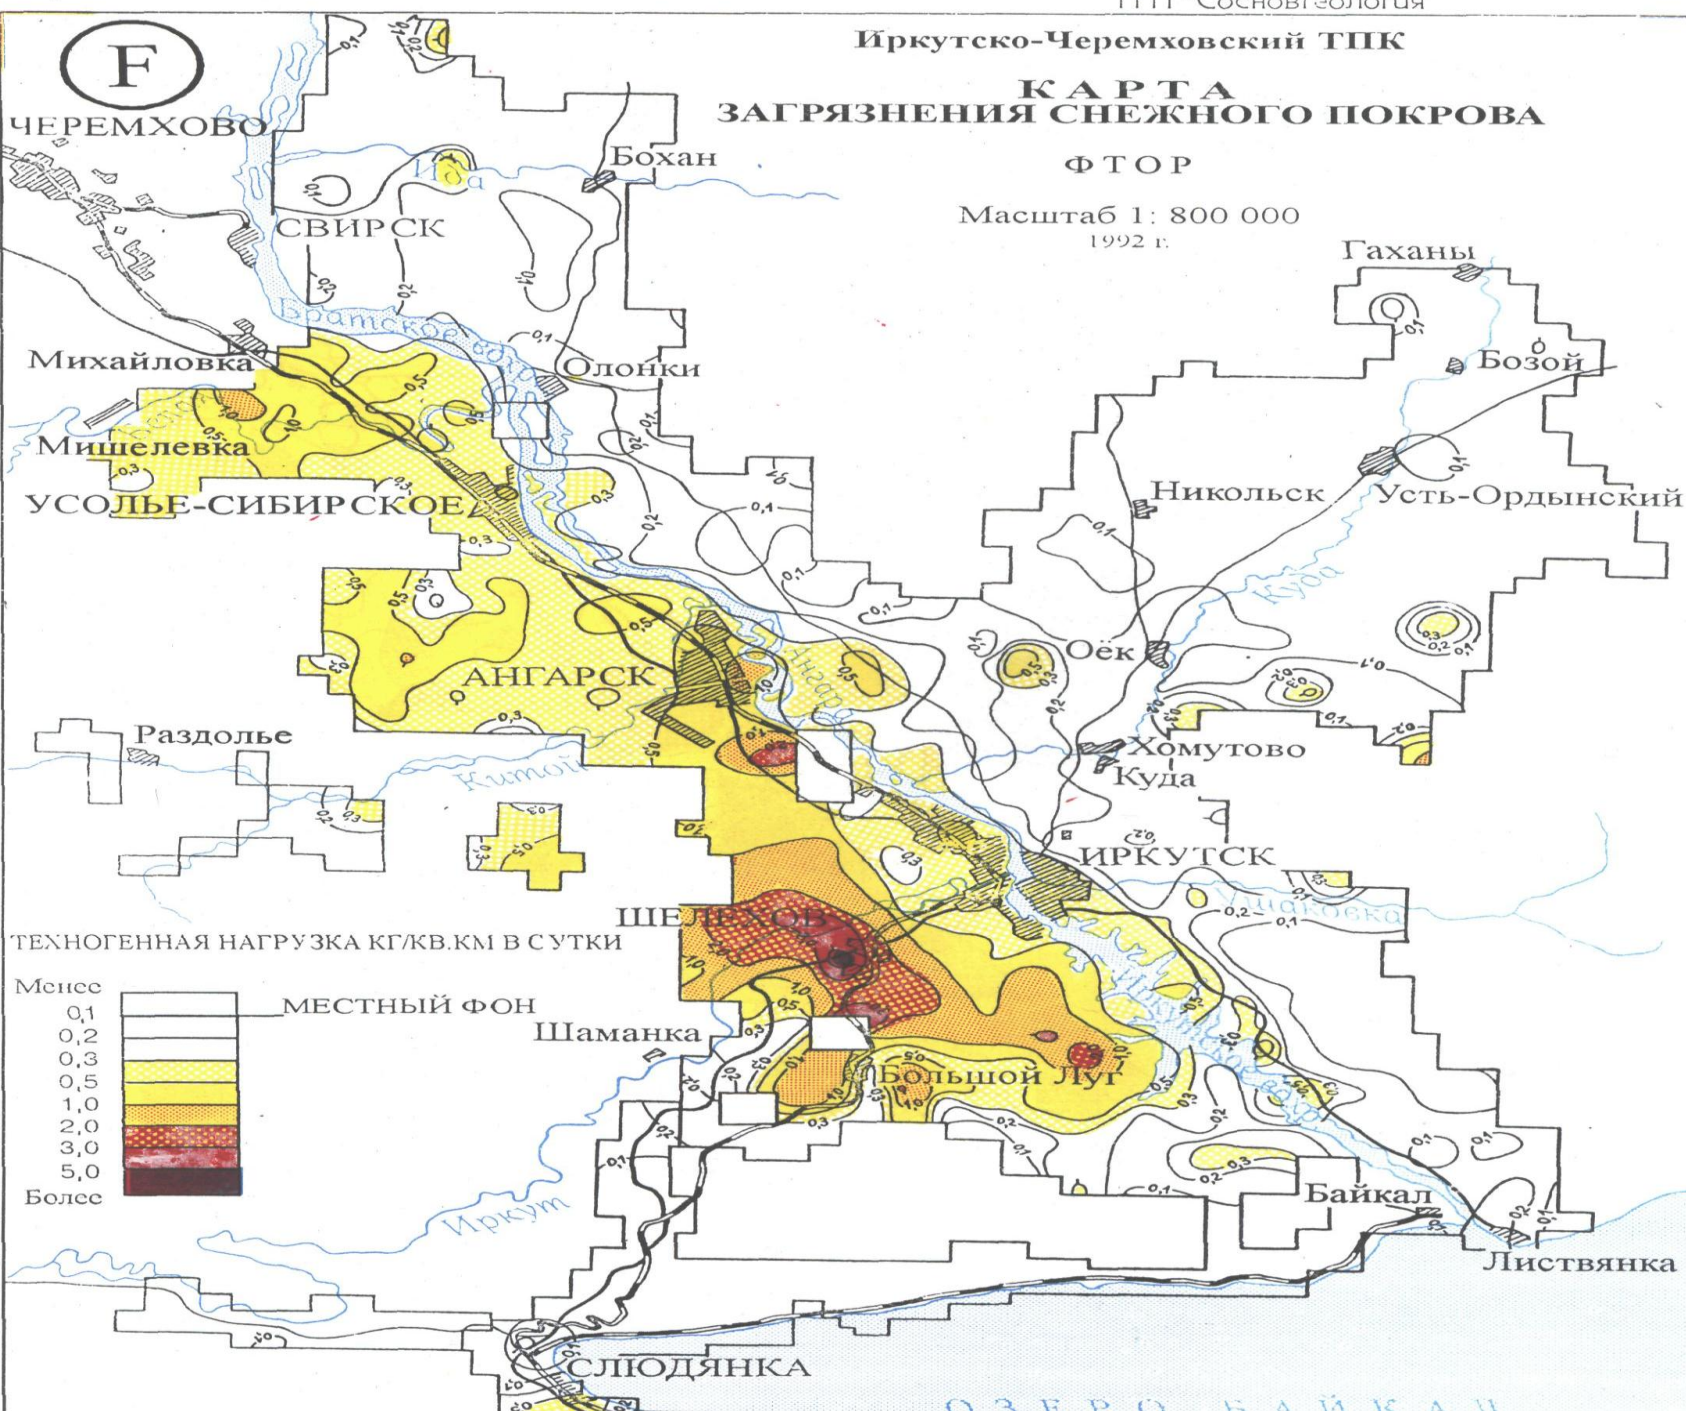 ПГП "Сосновгеология"
Иркутско-Черемховский ТПК
КАРТА
ЗАГРЯЗНЕНИЯ СНЕЖНОГО ПОКРОВА
ФТОР
Масштаб 1: 800 000
1992 г.
F
ЧЕРЕМХОВО
Бохан
Ида
СВИРСК
Гаханы
Братское водхр.
Михайловка
Олонки
Бозой
Мишелевка
УСОЛЬЕ-СИБИРСКОЕ
Никольск
Усть-Ордынский
Куда
Оёк
АНГАРСК
Ангара
Раздолье
Китой
Хомутово
Куда
ИРКУТСК
Ушаковка
ШЕЛЕХОВ
ТЕХНОГЕННАЯ НАГРУЗКА КГ/КВ.КМ В СУТКИ
Менее
0,1
МЕСТНЫЙ ФОН
0,2
0,3
0,5
1,0
2,0
3,0
5,0
Более
Шаманка
Иркутское вдхр.
Большой Луг
Иркут
Байкал
Листвянка
СЛЮДЯНКА
ОЗЕРО БАЙКАЛ